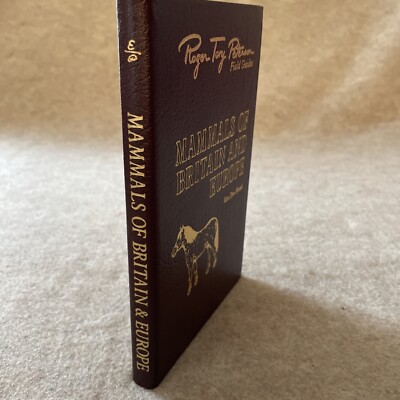 MAMMALS OF BRITAIN & EUROPE
Roger Tory Peterson
Field Guides
MAMMALS OF
BRITAIN AND
EUROPE